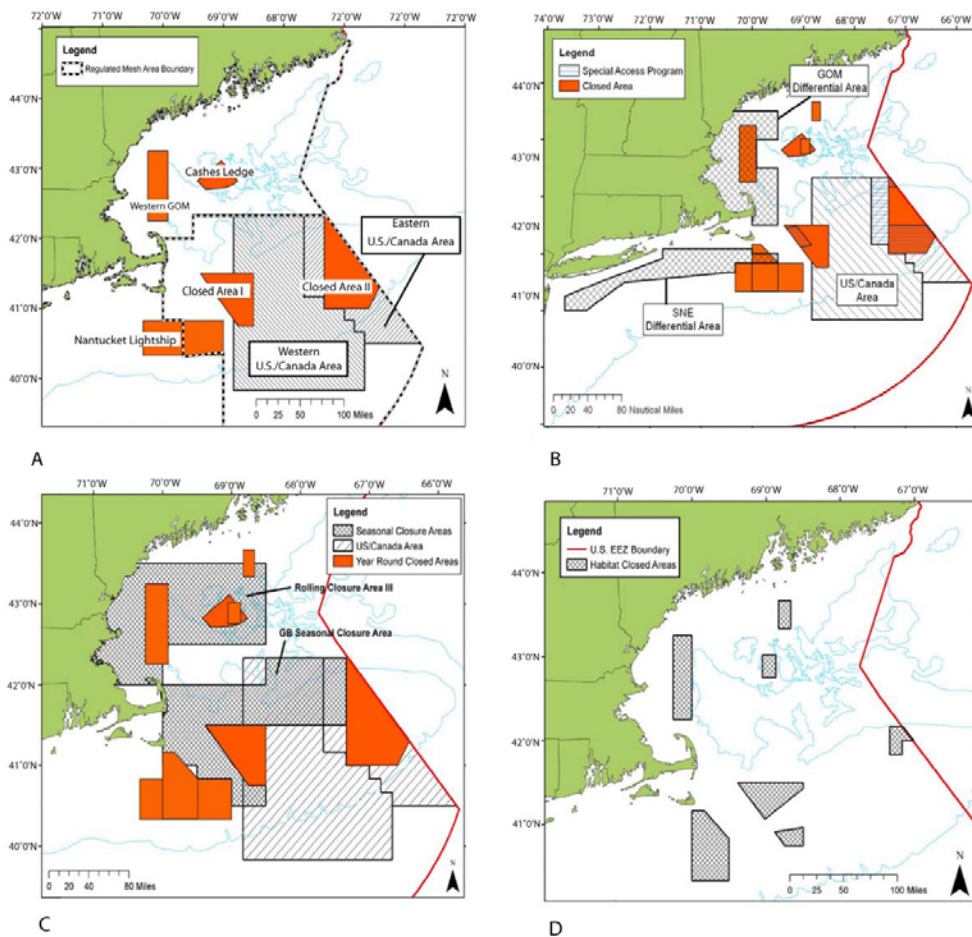 72°0'W 71°0'W 70°0'W 69°0'W 68°0'W 67°0'W 74°0'W 72°0'W
Legend
Regulated Mesh Area Boundary
44°0'N
43°0'N
42°0'N
41°0'N
40°0'N
Cashes Ledge
Western GOM
Eastern
U.S./Canada Area
Closed Area I
Closed Area II
Nantucket Lightship
Western
U.S./Canada Area
0 25 50 100 Miles
N
A
74°0'W 73°0'W 72°0'W 71°0'W 70°0'W 69°0'W 68°0'W 67°0'W 66°0'W
Legend
Special Access Program
Closed Area
GOM
Differential Area
44°0'N
43°0'N
42°0'N
41°0'N
40°0'N
US/Canada
Area
SNE
Differential Area
0 20 40 80 Nautical Miles
N
B
71°0'W 70°0'W 69°0'W 68°0'W 67°0'W 66°0'W
Legend
Seasonal Closure Areas
US/Canada Area
Year Round Closed Areas
44°0'N
43°0'N
42°0'N
41°0'N
40°0'N
Rolling Closure Area III
GB Seasonal Closure Area
0 20 40 80 Miles
N
C
71°0'W 70°0'W 69°0'W 68°0'W 67°0'W
Legend
U.S. EEZ Boundary
Habitat Closed Areas
44°0'N
43°0'N
42°0'N
41°0'N
0 25 50 100 Miles
N
D